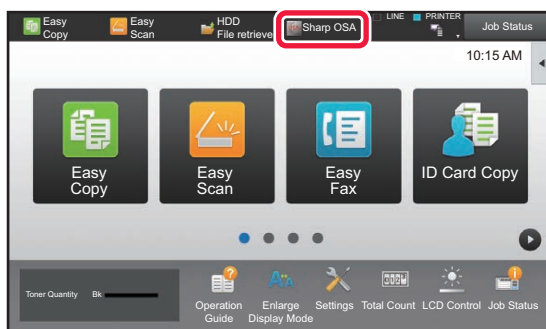 Easy
Copy
Easy
Scan
HDD
File retrieve
Sharp OSA
LINE
PRINTER
Job Status
10:15 AM
Easy
Copy
Easy
Scan
Easy
Fax
ID Card Copy
Toner Quantity Bk
Operation
Guide
Enlarge
Display Mode
Settings
Total Count
LCD Control
Job Status